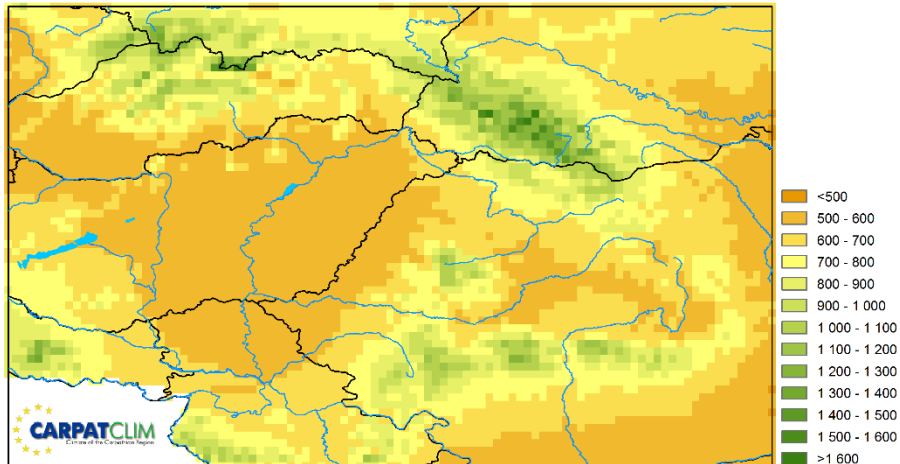 <500
500 - 600
600 - 700
700 - 800
800 - 900
900 - 1 000
1 000 - 1 100
1 100 - 1 200
1 200 - 1 300
1 300 - 1 400
1 400 - 1 500
1 500 - 1 600
>1 600
CARPATCLIM
Climate of the Carpathian Region